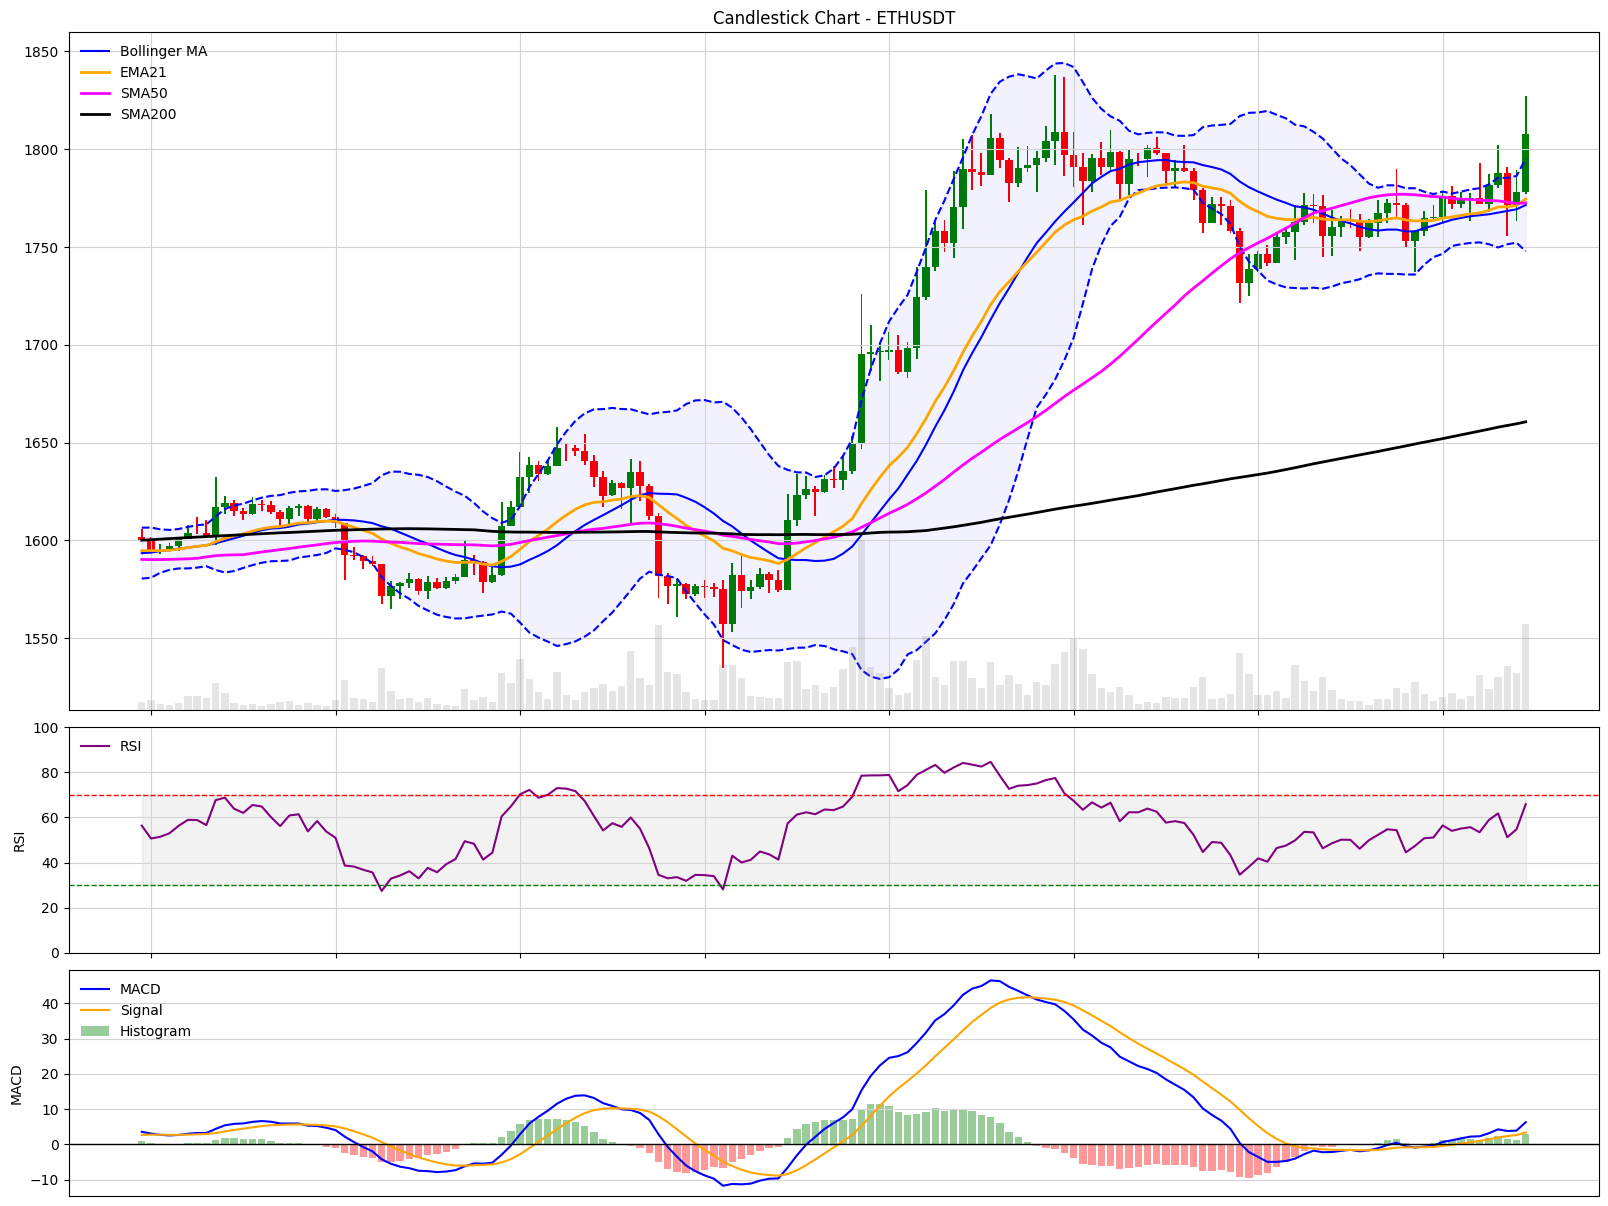 Candlestick Chart - ETHUSDT
1850
1800
1750
1700
1650
1600
1550
Bollinger MA
EMA21
SMA50
SMA200
100
80
60
40
20
0
RSI
RSI
40
30
20
10
0
−10
MACD
MACD
Signal
Histogram